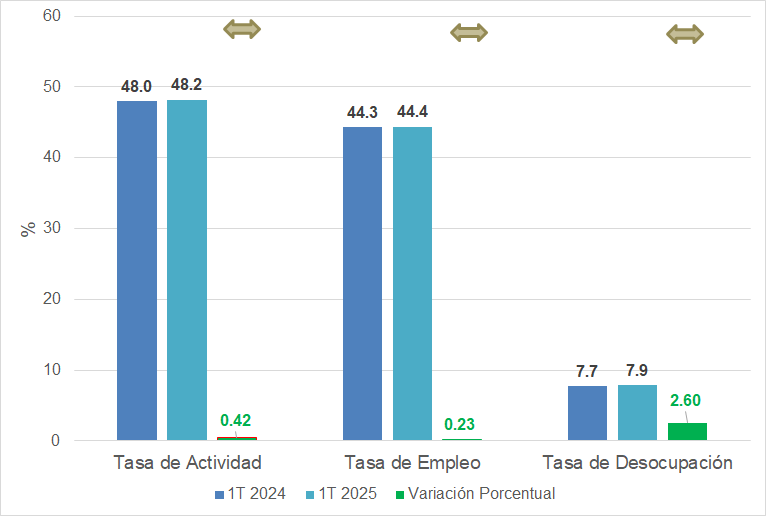 60
50
40
30
20
10
0
%
48.0
48.2
0.42
44.3
44.4
0.23
7.7
7.9
2.60
Tasa de Actividad
Tasa de Empleo
Tasa de Desocupación
1T 2024
1T 2025
Variación Porcentual